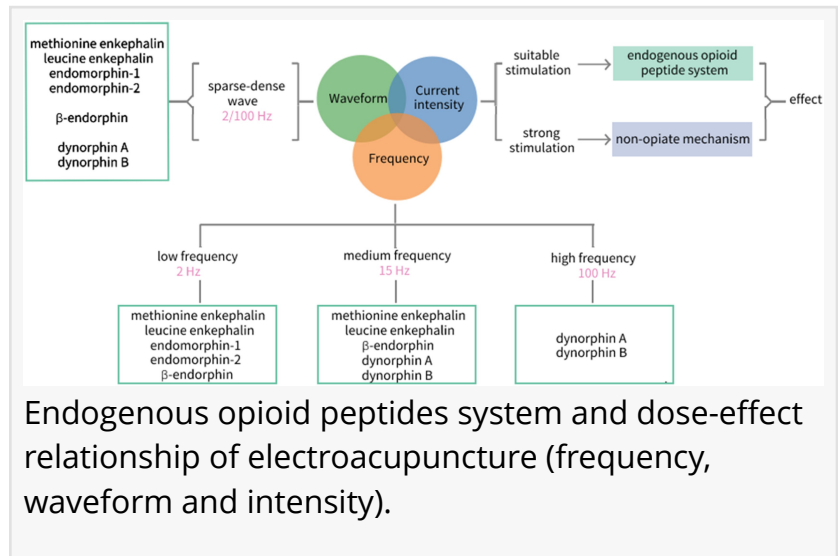 methionine enkephalin
leucine enkephalin
endomorphin-1
endomorphin-2
β-endorphin
dynorphin A
dynorphin B
sparse-dense
wave
2/100 Hz
Waveform
Current
intensity
Frequency
suitable
stimulation
endogenous opioid
peptide system
strong
stimulation
non-opiate mechanism
effect
low frequency
2 Hz
methionine enkephalin
leucine enkephalin
endomorphin-1
endomorphin-2
β-endorphin
medium frequency
15 Hz
methionine enkephalin
leucine enkephalin
β-endorphin
dynorphin A
dynorphin B
high frequency
100 Hz
dynorphin A
dynorphin B
Endogenous opioid peptides system and dose-effect
relationship of electroacupuncture (frequency,
waveform and intensity).